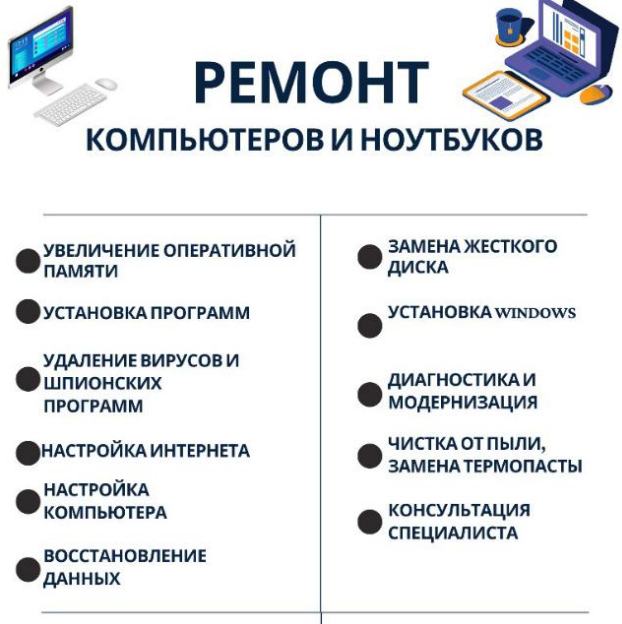 РЕМОНТ
КОМПЬЮТЕРОВ И НОУТБУКОВ
УВЕЛИЧЕНИЕ ОПЕРАТИВНОЙ
ПАМЯТИ
УСТАНОВКА ПРОГРАММ
УДАЛЕНИЕ ВИРУСОВ И
ШПИОНСКИХ
ПРОГРАММ
НАСТРОЙКА ИНТЕРНЕТА
НАСТРОЙКА
КОМПЬЮТЕРА
ВОССТАНОВЛЕНИЕ
ДАННЫХ
ЗАМЕНА ЖЕСТКОГО
ДИСКА
УСТАНОВКА WINDOWS
ДИАГНОСТИКА И
МОДЕРНИЗАЦИЯ
ЧИСТКА ОТ ПЫЛИ,
ЗАМЕНА ТЕРМОПАСТЫ
КОНСУЛЬТАЦИЯ
СПЕЦИАЛИСТА